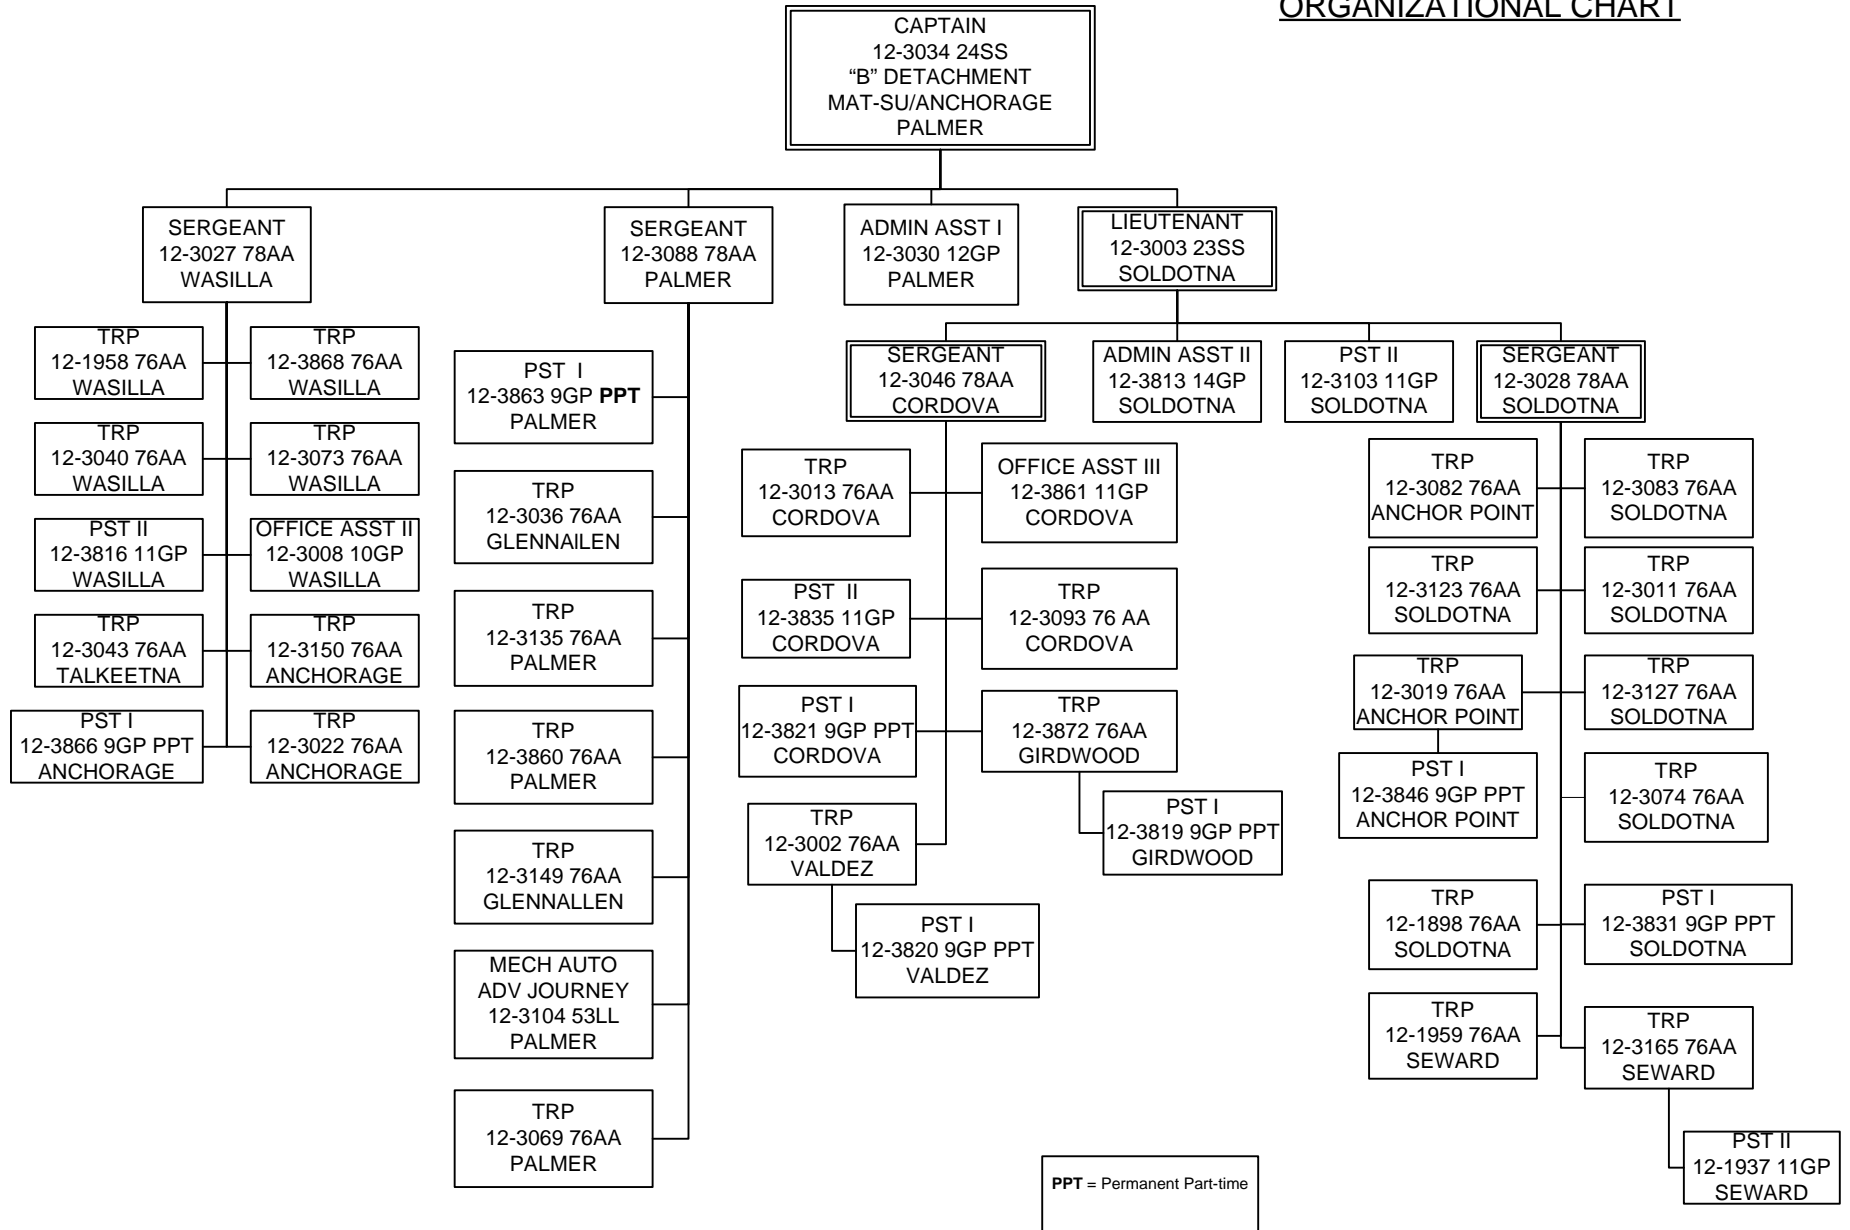 ORGANIZATIONAL CHART
CAPTAIN
12-3034 24SS
“B” DETACHMENT
MAT-SU/ANCHORAGE
PALMER
SERGEANT
12-3027 78AA
WASILLA
SERGEANT
12-3088 78AA
PALMER
ADMIN ASST I
12-3030 12GP
PALMER
LIEUTENANT
12-3003 23SS
SOLDOTNA
TRP
12-1958 76AA
WASILLA
TRP
12-3868 76AA
WASILLA
TRP
12-3040 76AA
WASILLA
TRP
12-3073 76AA
WASILLA
PST II
12-3816 11GP
WASILLA
OFFICE ASST II
12-3008 10GP
WASILLA
TRP
12-3043 76AA
TALKEETNA
TRP
12-3150 76AA
ANCHORAGE
PST I
12-3866 9GP PPT
ANCHORAGE
TRP
12-3022 76AA
ANCHORAGE
PST I
12-3863 9GP PPT
PALMER
TRP
12-3036 76AA
GLENNAILEN
TRP
12-3135 76AA
PALMER
TRP
12-3860 76AA
PALMER
TRP
12-3149 76AA
GLENNALLEN
MECH AUTO
ADV JOURNEY
12-3104 53LL
PALMER
TRP
12-3069 76AA
PALMER
SERGEANT
12-3046 78AA
CORDOVA
ADMIN ASST II
12-3813 14GP
SOLDOTNA
PST II
12-3103 11GP
SOLDOTNA
SERGEANT
12-3028 78AA
SOLDOTNA
TRP
12-3013 76AA
CORDOVA
OFFICE ASST III
12-3861 11GP
CORDOVA
PST II
12-3835 11GP
CORDOVA
TRP
12-3093 76 AA
CORDOVA
PST I
12-3821 9GP PPT
CORDOVA
TRP
12-3872 76AA
GIRDWOOD
PST I
12-3819 9GP PPT
GIRDWOOD
TRP
12-3002 76AA
VALDEZ
PST I
12-3820 9GP PPT
VALDEZ
TRP
12-3082 76AA
ANCHOR POINT
TRP
12-3083 76AA
SOLDOTNA
TRP
12-3123 76AA
SOLDOTNA
TRP
12-3011 76AA
SOLDOTNA
TRP
12-3019 76AA
ANCHOR POINT
TRP
12-3127 76AA
SOLDOTNA
PST I
12-3846 9GP PPT
ANCHOR POINT
TRP
12-3074 76AA
SOLDOTNA
TRP
12-1898 76AA
SOLDOTNA
PST I
12-3831 9GP PPT
SOLDOTNA
TRP
12-1959 76AA
SEWARD
TRP
12-3165 76AA
SEWARD
PST II
12-1937 11GP
SEWARD
PPT = Permanent Part-time